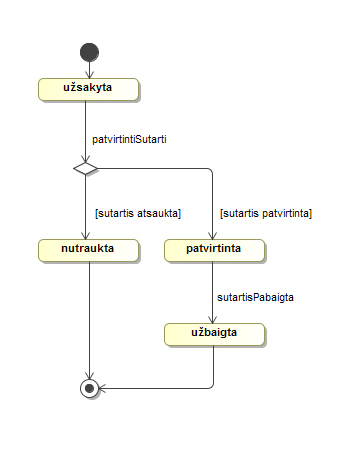 užsakyta
patvirtintiSutarti
[sutartis atsaukta]
[sutartis patvirtinta]
nutraukta
patvirtinta
sutartisPabaigta
užbaigta